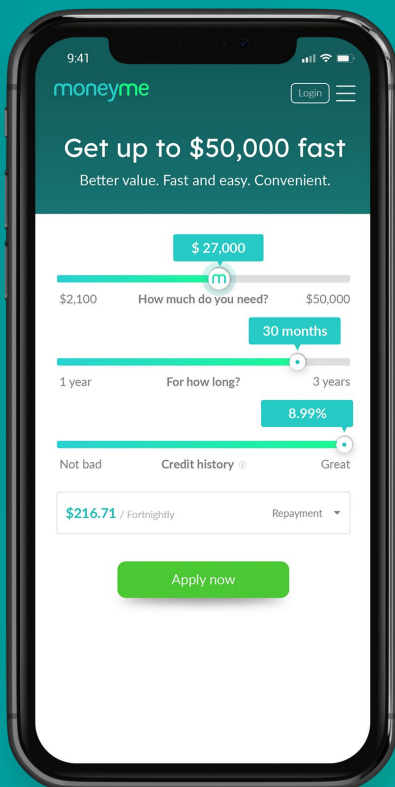 9:41
moneyme
Login
Get up to $50,000 fast
Better value. Fast and easy. Convenient.
$ 27,000
m
$2,100 How much do you need? $50,000
30 months
1 year For how long? 3 years
8.99%
Not bad Credit history Great
$216.71 / Fortnightly Repayment
Apply now